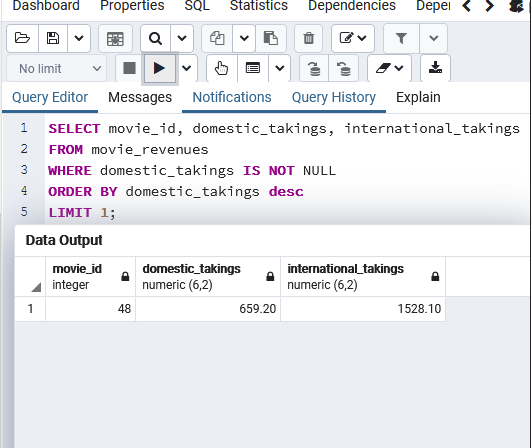 Dashboard Properties SQL Statistics Dependencies
No limit
Query Editor Messages Notifications Query History Explain
1 SELECT movie_id, domestic_takings, international_takings
2 FROM movie_revenues
3 WHERE domestic_takings IS NOT NULL
4 ORDER BY domestic_takings desc
5 LIMIT 1;
Data Output
movie_id domestic_takings international_takings
integer numeric (6,2) numeric (6,2)
1 48 659.20 1528.10